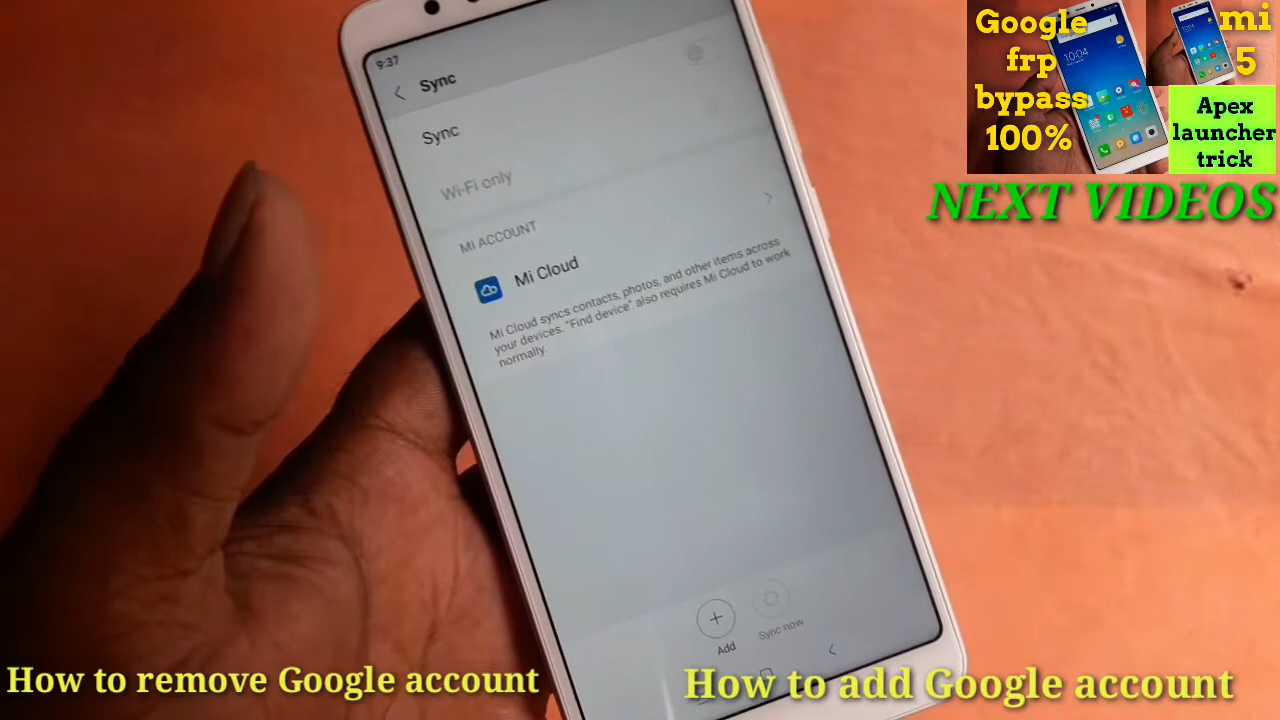 9:37
Sync
Sync
Wi-Fi only
MI ACCOUNT
Mi Cloud
Mi Cloud syncs contacts, photos, and other items across
your devices. "Find device" also requires Mi Cloud to work
normally.
Add
Sync now
Google
frp
bypass
100%
10:04
mi
5
Apex
launcher
trick
NEXT VIDEOS
How to remove Google account
How to add Google account